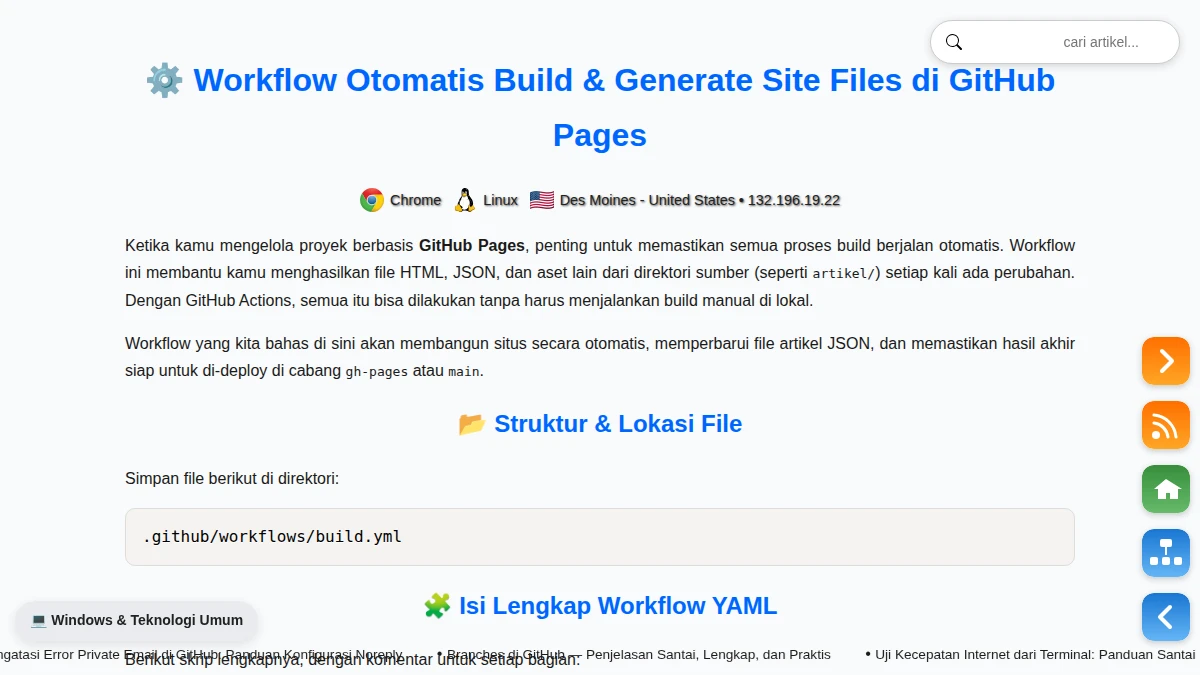 cari artikel...
⚙️ Workflow Otomatis Build & Generate Site Files di GitHub
Pages
Chrome Linux Des Moines - United States • 132.196.19.22
Ketika kamu mengelola proyek berbasis GitHub Pages, penting untuk memastikan semua proses build berjalan otomatis. Workflow
ini membantu kamu menghasilkan file HTML, JSON, dan aset lain dari direktori sumber (seperti artikel/) setiap kali ada perubahan.
Dengan GitHub Actions, semua itu bisa dilakukan tanpa harus menjalankan build manual di lokal.
Workflow yang kita bahas di sini akan membangun situs secara otomatis, memperbarui file artikel JSON, dan memastikan hasil akhir
siap untuk di-deploy di cabang gh-pages atau main.
📂 Struktur & Lokasi File
Simpan file berikut di direktori:
.github/workflows/build.yml
🧩 Isi Lengkap Workflow YAML
💻 Windows & Teknologi Umum
Berikut skrip lengkapnya, dengan komentar untuk setiap bagian:
ngatasi Error Private Email di GitHub: Panduan Konfigurasi Noreply • Branches di GitHub — Penjelasan Santai, Lengkap, dan Praktis • Uji Kecepatan Internet dari Terminal: Panduan Santai